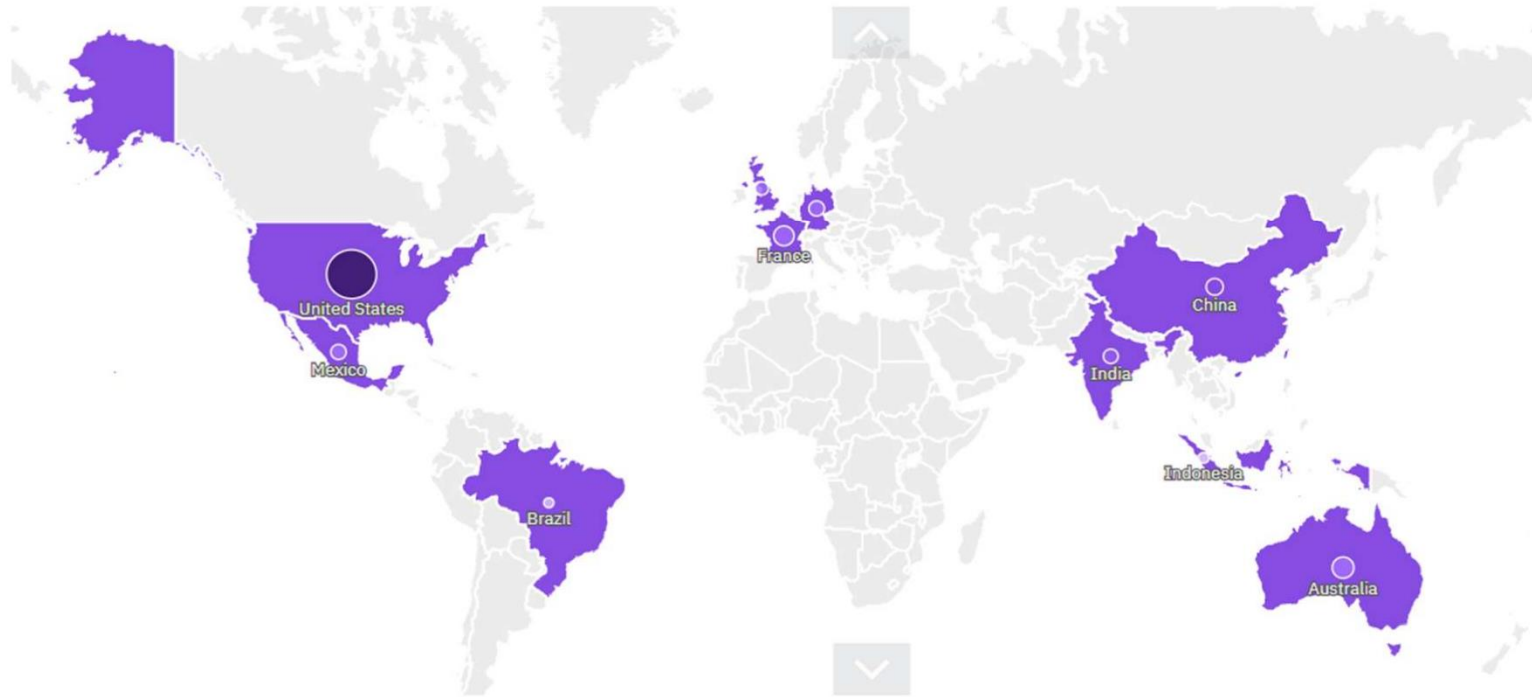 France
United States
China
Mexico
India
Indonesia
Brazil
Australia